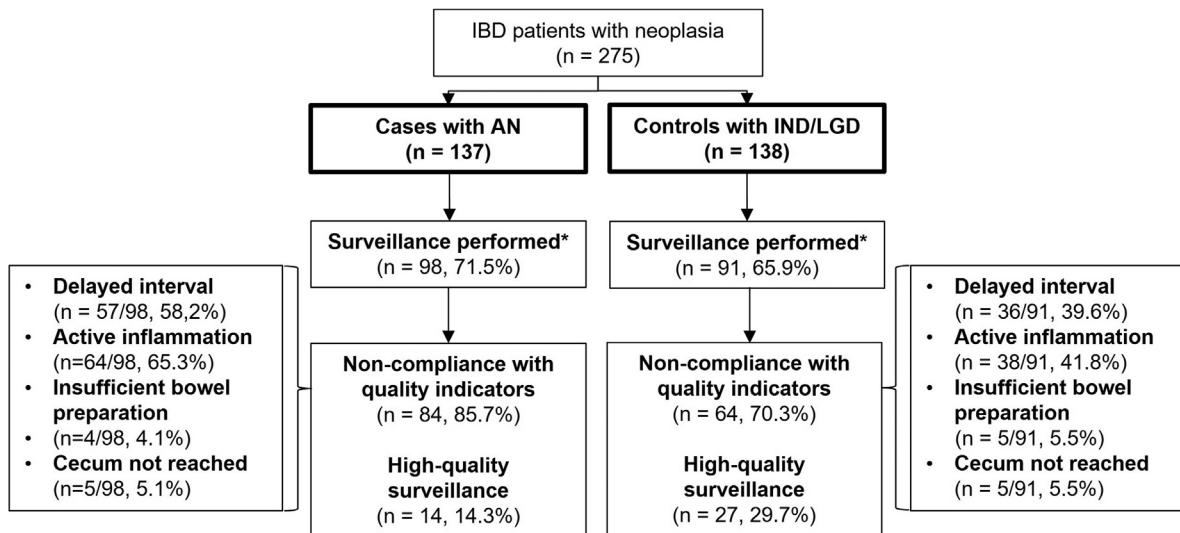 IBD patients with neoplasia
(n = 275)
Cases with AN
(n = 137)
Controls with IND/LGD
(n = 138)
Surveillance performed*
(n = 98, 71.5%)
Surveillance performed*
(n = 91, 65.9%)
• Delayed interval
(n = 57/98, 58,2%)
• Active inflammation
• (n=64/98, 65.3%)
• Insufficient bowel
preparation
• (n=4/98, 4.1%)
• Cecum not reached
• (n=5/98, 5.1%)
Non-compliance with
quality indicators
(n = 84, 85.7%)
High-quality
surveillance
(n = 14, 14.3%)
Non-compliance with
quality indicators
(n = 64, 70.3%)
High-quality
surveillance
(n = 27, 29.7%)
• Delayed interval
(n = 36/91, 39.6%)
• Active inflammation
(n = 38/91, 41.8%)
• Insufficient bowel
preparation
(n = 5/91, 5.5%)
• Cecum not reached
(n = 5/91, 5.5%)